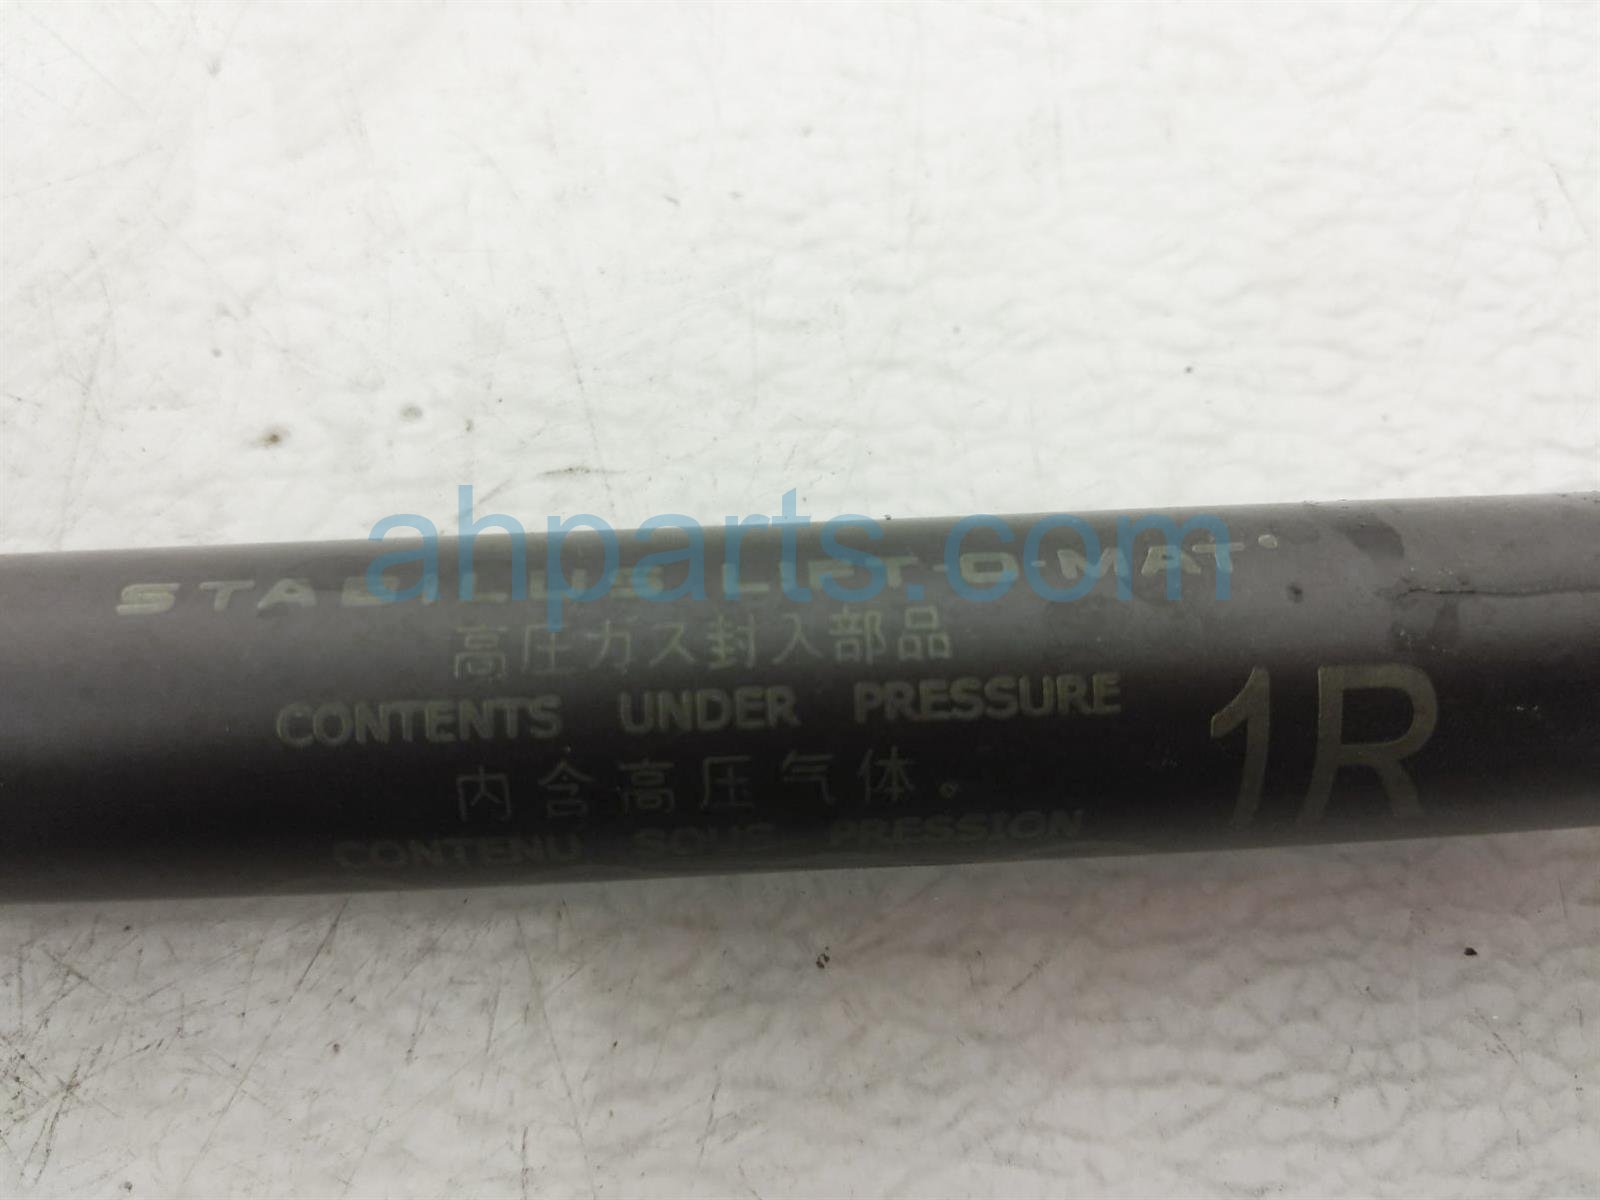 ahparts.com
STABILUS LIFT-O-MAT
高圧ガス封入部品
CONTENTS UNDER PRESSURE
1R
内含高压气体。
CONTENU SOUS PRESSION